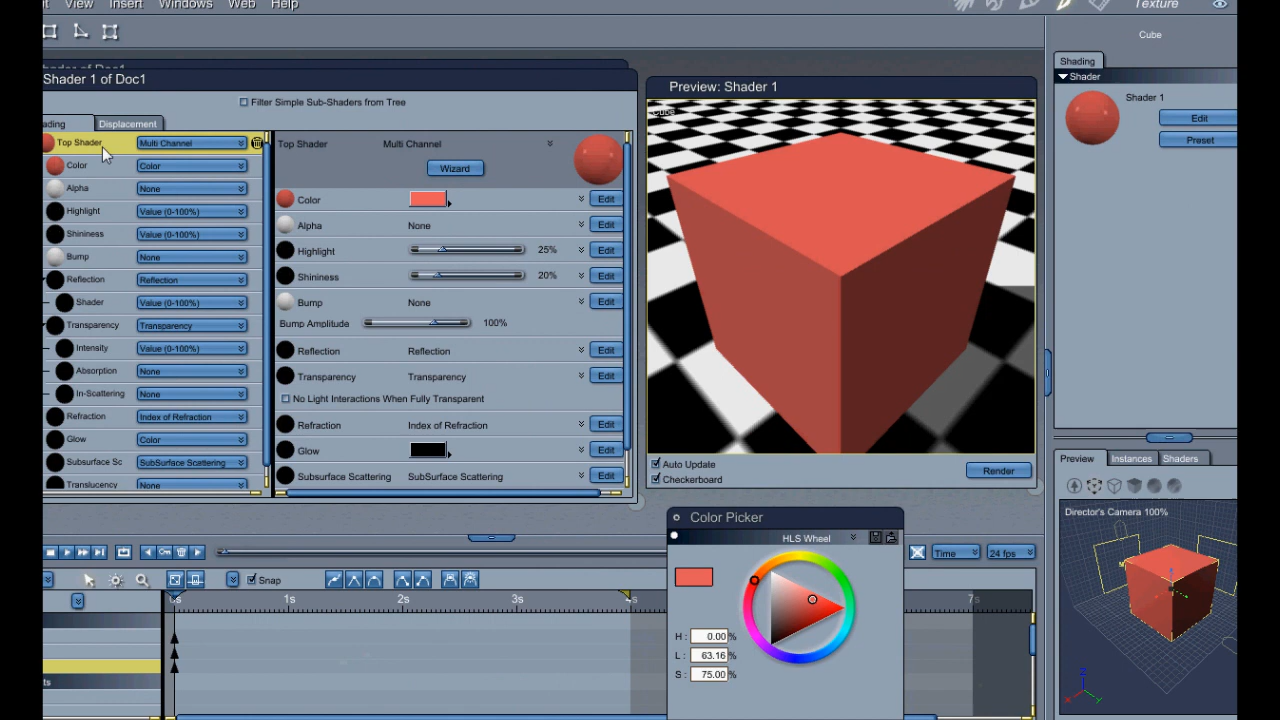 View Insert Windows Web Help Texture
Shader 1 of Doc1
Filter Simple Sub-Shaders from Tree
Displacement
Top Shader Multi Channel
Color Color
Alpha None
Highlight Value (0-100%)
Shininess Value (0-100%)
Bump None
Reflection Reflection
Shader Value (0-100%)
Transparency Transparency
Intensity Value (0-100%)
Absorption None
In-Scattering None
Refraction Index of Refraction
Glow Color
Subsurface Sc SubSurface Scattering
Translucency None
Top Shader Multi Channel
Wizard
Color Edit
Alpha None Edit
Highlight 25% Edit
Shininess 20% Edit
Bump None Edit
Bump Amplitude 100%
Reflection Reflection Edit
Transparency Transparency Edit
No Light Interactions When Fully Transparent
Refraction Index of Refraction Edit
Glow Edit
Subsurface Scattering SubSurface Scattering Edit
Preview: Shader 1
Cube
Auto Update
Checkerboard
Render
Cube
Shading
Shader
Shader 1
Edit
Preset
Preview Instances Shaders
Director's Camera 100%
Color Picker
HLS Wheel
H: 0.00 %
L: 63.16 %
S: 75.00 %
Time 24 fps
Snap
0s 1s 2s 3s 4s 7s